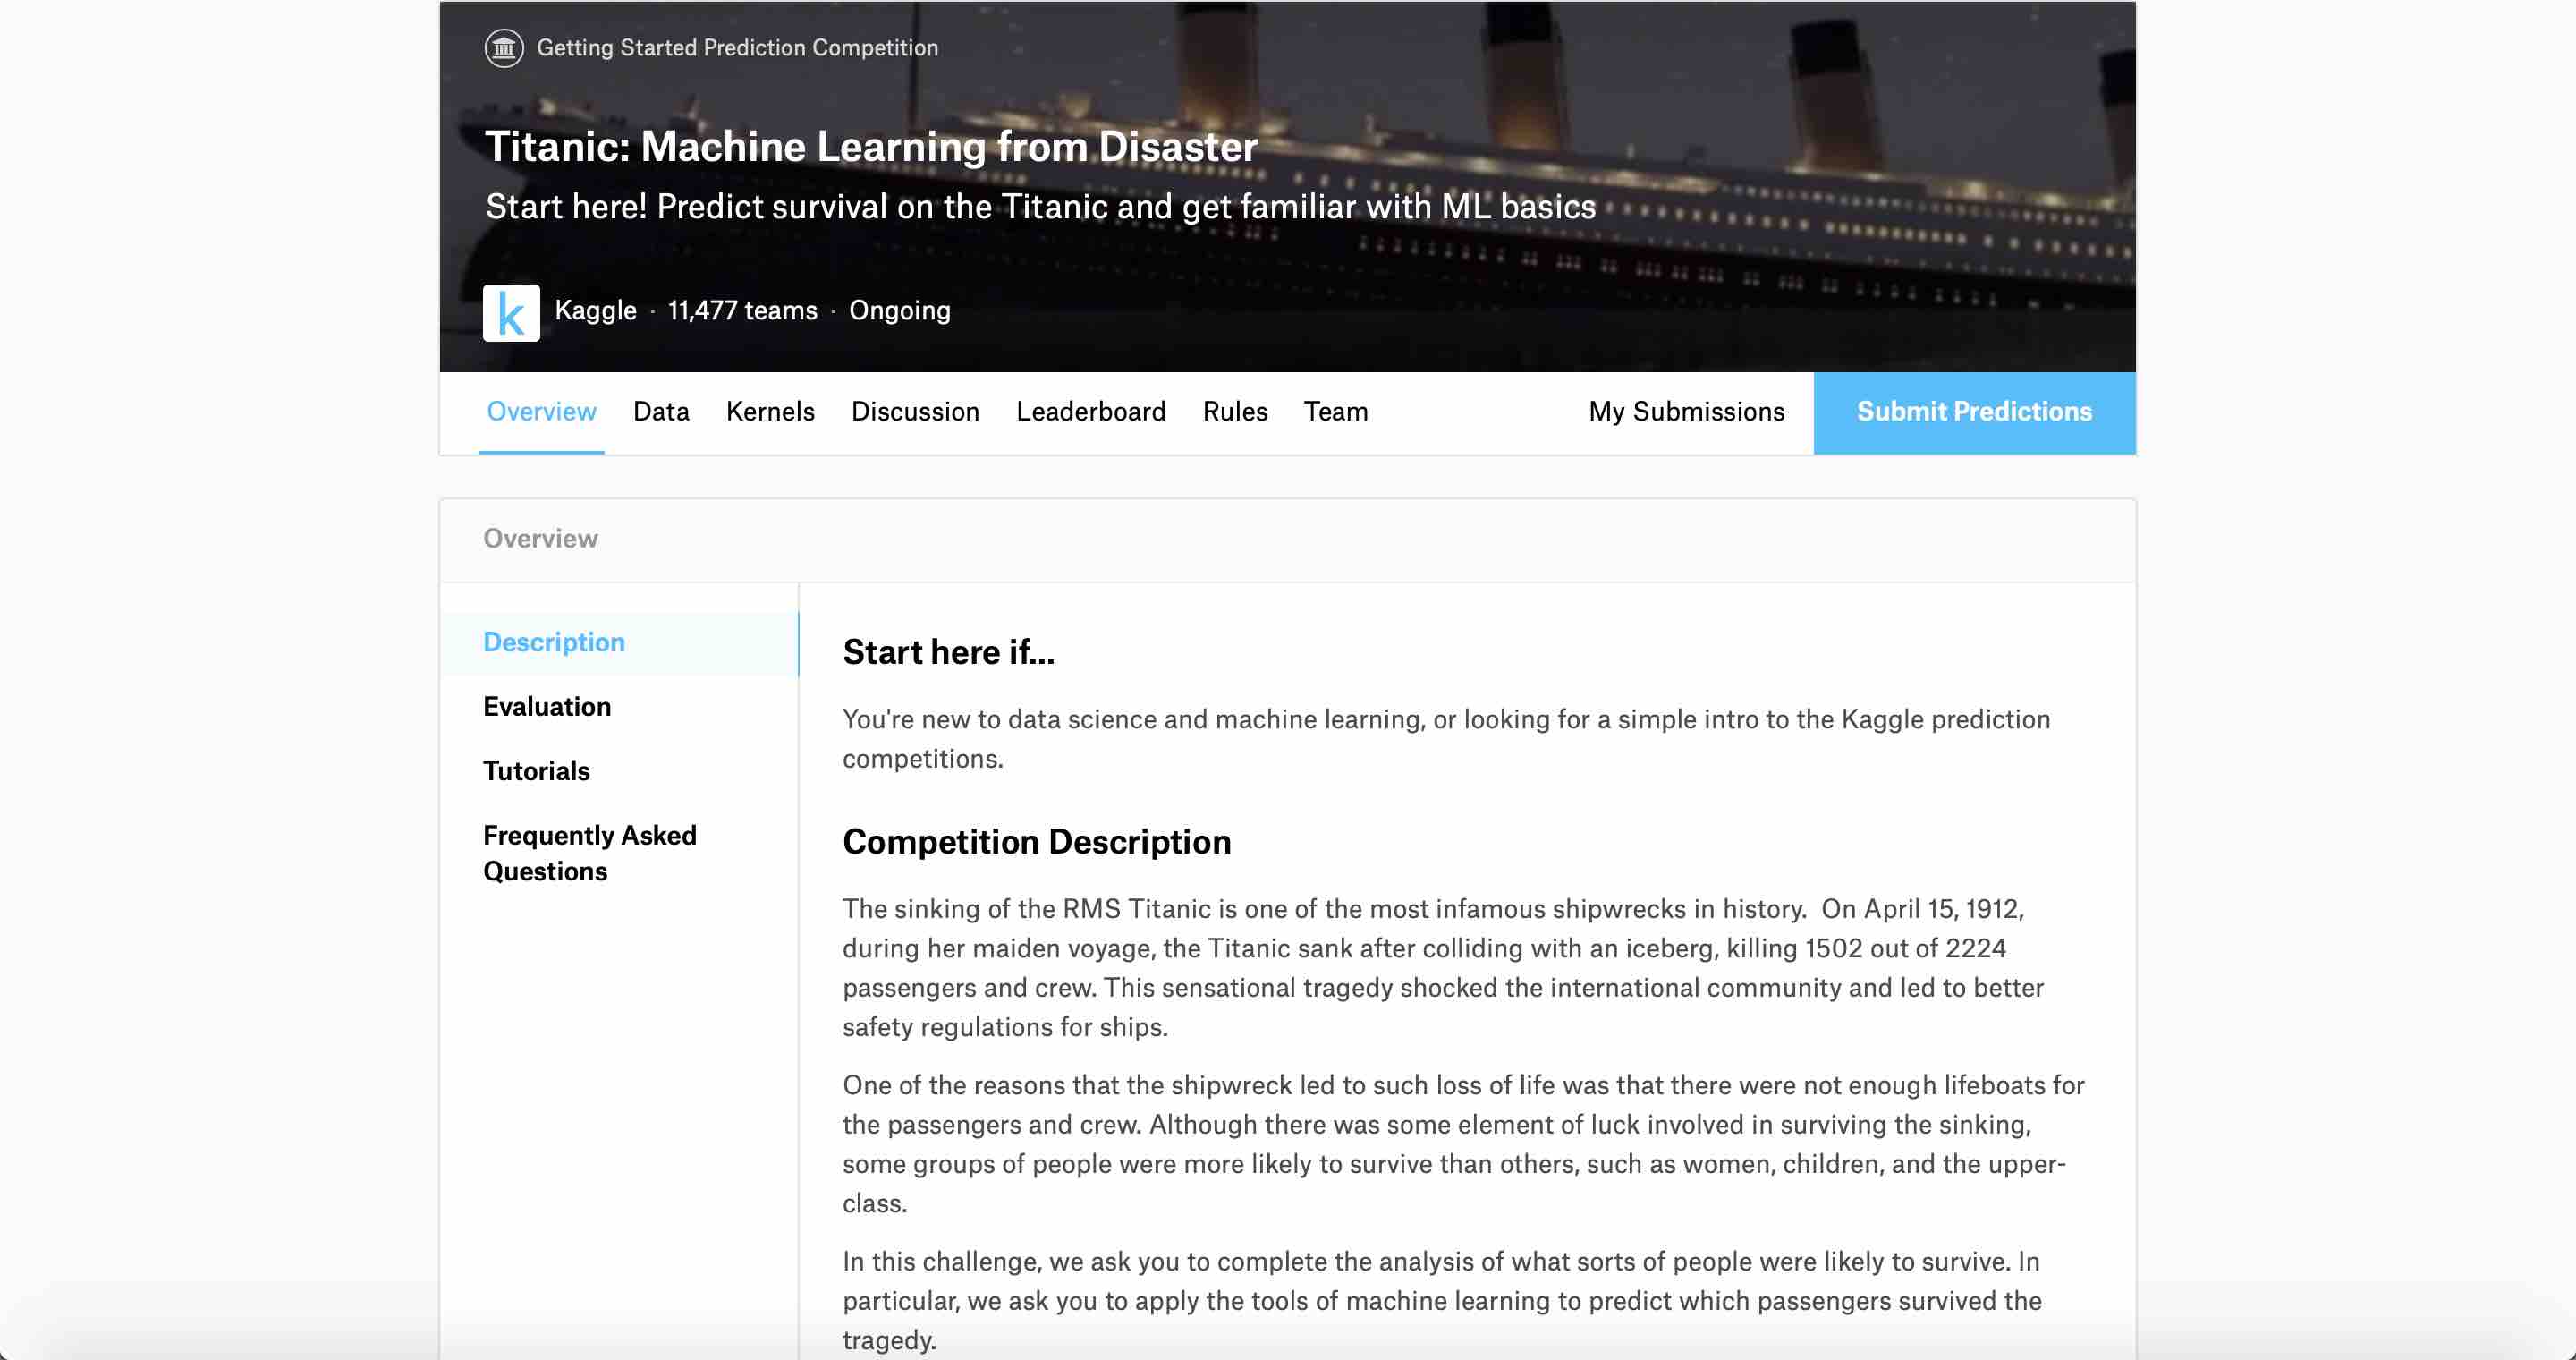 Getting Started Prediction Competition
Titanic: Machine Learning from Disaster
Start here! Predict survival on the Titanic and get familiar with ML basics
k
Kaggle · 11,477 teams · Ongoing
Overview Data Kernels Discussion Leaderboard Rules Team My Submissions Submit Predictions
Overview
Description
Evaluation
Tutorials
Frequently Asked
Questions
Start here if...
You're new to data science and machine learning, or looking for a simple intro to the Kaggle prediction
competitions.
Competition Description
The sinking of the RMS Titanic is one of the most infamous shipwrecks in history.  On April 15, 1912,
during her maiden voyage, the Titanic sank after colliding with an iceberg, killing 1502 out of 2224
passengers and crew. This sensational tragedy shocked the international community and led to better
safety regulations for ships.
One of the reasons that the shipwreck led to such loss of life was that there were not enough lifeboats for
the passengers and crew. Although there was some element of luck involved in surviving the sinking,
some groups of people were more likely to survive than others, such as women, children, and the upper-
class.
In this challenge, we ask you to complete the analysis of what sorts of people were likely to survive. In
particular, we ask you to apply the tools of machine learning to predict which passengers survived the
tragedy.